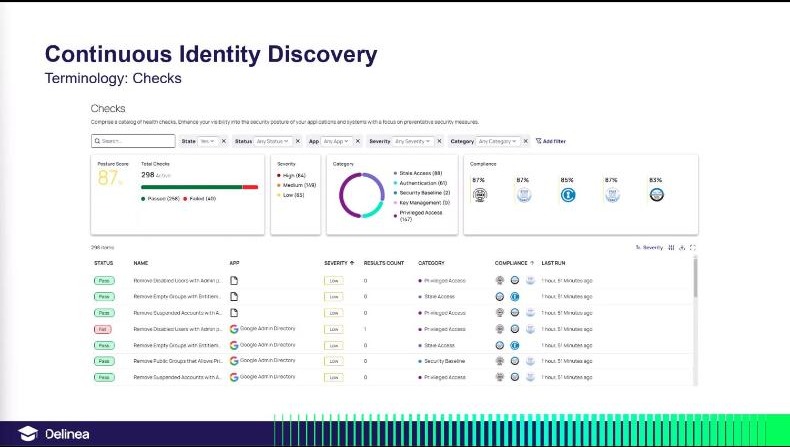 Continuous Identity Discovery
Terminology: Checks
Checks
Comprise a catalog of health checks. Enhance your visibility into the security posture of your applications and systems with a focus on preventative security measures.
Search... State Yes Status Any Status App Any App Severity Any Severity Category Any Category Add filter
Posture Score
87%
Total Checks
298 Active
Passed (258) Failed (40)
Severity
High (84)
Medium (149)
Low (65)
Category
Stale Access (88)
Authentication (61)
Security Baseline (2)
Key Management (0)
Privileged Access
(147)
Compliance
87% 87% 85% 87% 83%
298 items Severity
STATUS NAME APP SEVERITY RESULTS COUNT CATEGORY COMPLIANCE LAST RUN
Pass Remove Disabled Users with Admin p... Low 0 Privileged Access 1 hour, 51 Minutes ago
Pass Remove Empty Groups with Entitlem... Low 0 Stale Access 1 hour, 51 Minutes ago
Pass Remove Suspended Accounts with A... Low 0 Privileged Access 1 hour, 51 Minutes ago
Fail Remove Disabled Users with Admin p... Google Admin Directory Low 1 Privileged Access 1 hour, 51 Minutes ago
Pass Remove Empty Groups with Entitlem... Google Admin Directory Low 0 Stale Access 1 hour, 51 Minutes ago
Pass Remove Public Groups that Allows Pri... Google Admin Directory Low 0 Security Baseline 1 hour, 51 Minutes ago
Pass Remove Suspended Accounts with A... Google Admin Directory Low 0 Privileged Access 1 hour, 51 Minutes ago
Delinea